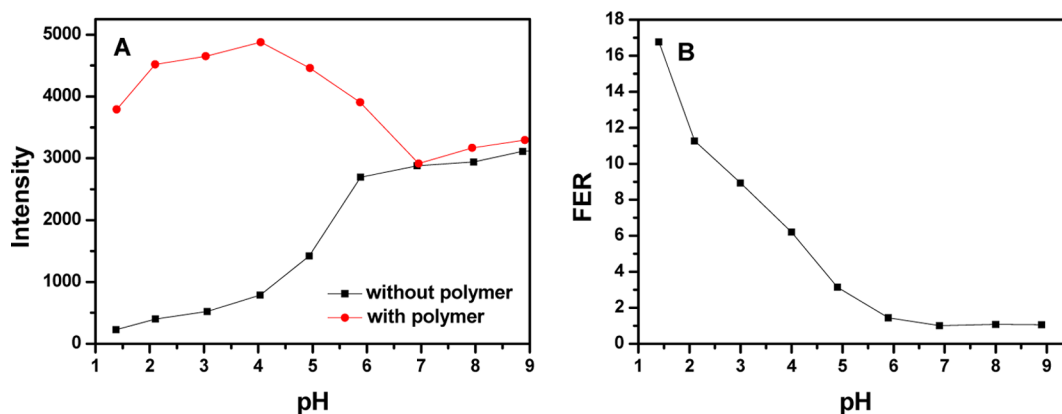 A
Intensity
5000
4000
3000
2000
1000
0
without polymer
with polymer
1 2 3 4 5 6 7 8 9
pH
B
FER
18
16
14
12
10
8
6
4
2
0
1 2 3 4 5 6 7 8 9
pH